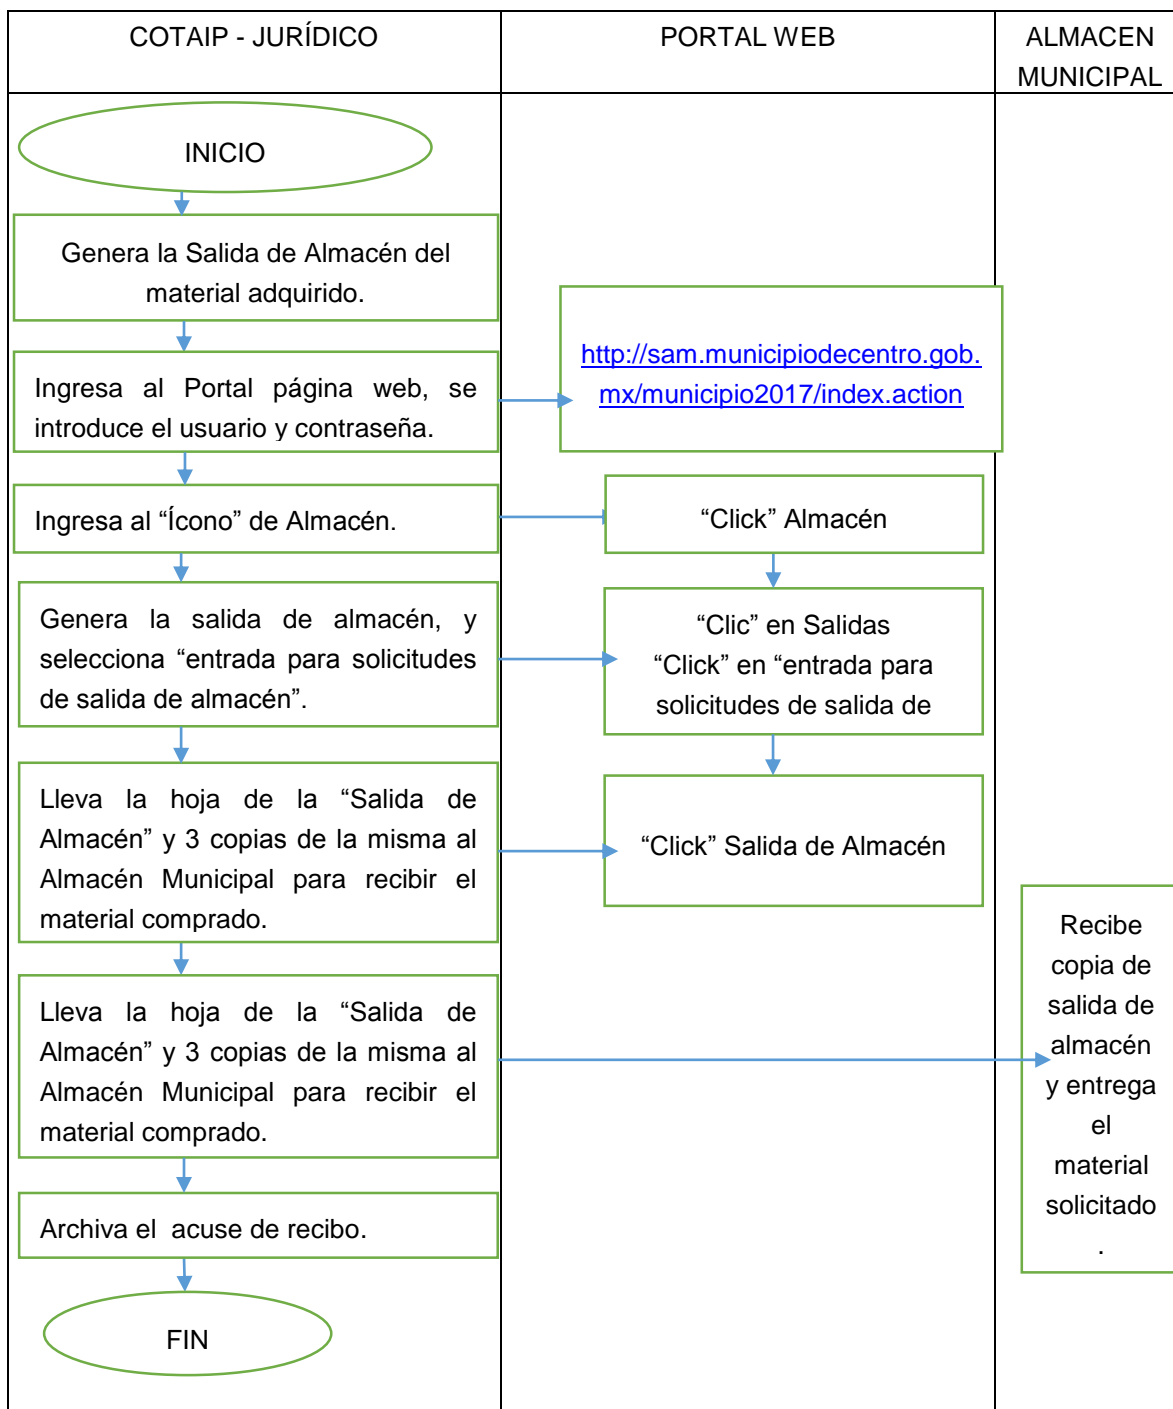 COTAIP - JURÍDICO
PORTAL WEB
ALMACEN
MUNICIPAL
INICIO
Genera la Salida de Almacén del
material adquirido.
Ingresa al Portal página web, se
introduce el usuario y contraseña.
Ingresa al “Ícono” de Almacén.
Genera la salida de almacén, y
selecciona “entrada para solicitudes
de salida de almacén”.
Lleva la hoja de la “Salida de
Almacén” y 3 copias de la misma al
Almacén Municipal para recibir el
material comprado.
Lleva la hoja de la “Salida de
Almacén” y 3 copias de la misma al
Almacén Municipal para recibir el
material comprado.
Archiva el  acuse de recibo.
FIN
http://sam.municipiodecentro.gob.
mx/municipio2017/index.action
“Click” Almacén
“Clic” en Salidas
“Click” en “entrada para
solicitudes de salida de
“Click” Salida de Almacén
Recibe
copia de
salida de
almacén
y entrega
el
material
solicitado
.